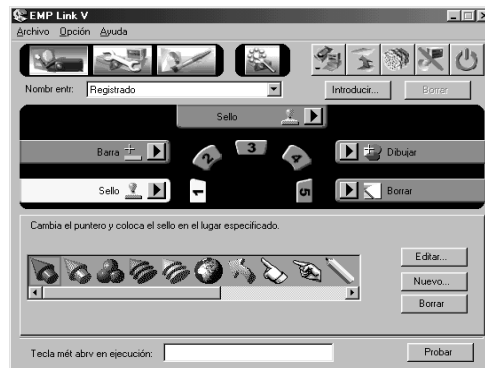 EMP Link V
Archivo Opción Ayuda
Nombr entr: Registrado Introducir... Borrar
Sello
Barra Dibujar
2 3 4
Sello 1 5 Borrar
Cambia el puntero y coloca el sello en el lugar especificado.
Editar...
Nuevo...
Borrar
Tecla mét abrv en ejecución: Probar